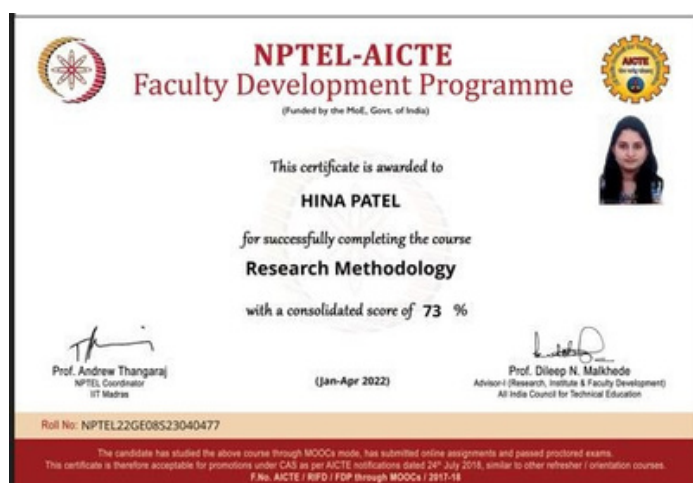 NPTEL-AICTE
Faculty Development Programme
(Funded by the MoE, Govt. of India)
AICTE
This certificate is awarded to
HINA PATEL
for successfully completing the course
Research Methodology
with a consolidated score of 73 %
Prof. Andrew Thangaraj
NPTEL Coordinator
IIT Madras
(Jan-Apr 2022)
Prof. Dileep N. Malkhede
Advisor-I (Research, Institute & Faculty Development)
All India Council for Technical Education
Roll No: NPTEL22GE08S23040477
The candidate has studied the above course through MOOCs mode, has submitted online assignments and passed proctored exams.
This certificate is therefore acceptable for promotions under CAS as per AICTE notifications dated 24th July 2018, similar to other refresher / orientation courses.
F.No. AICTE / RIFD / FDP through MOOCs / 2017-18